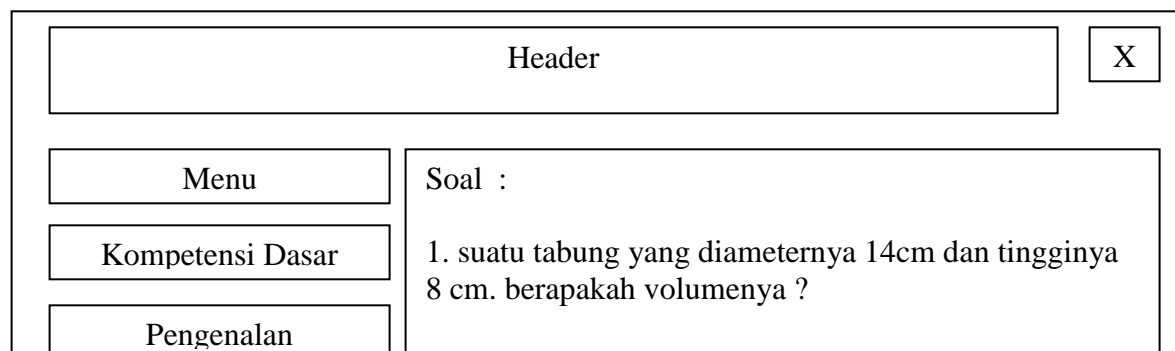 Header
X
Menu
Kompetensi Dasar
Pengenalan
Soal :
1. suatu tabung yang diameternya 14cm dan tingginya
8 cm. berapakah volumenya ?